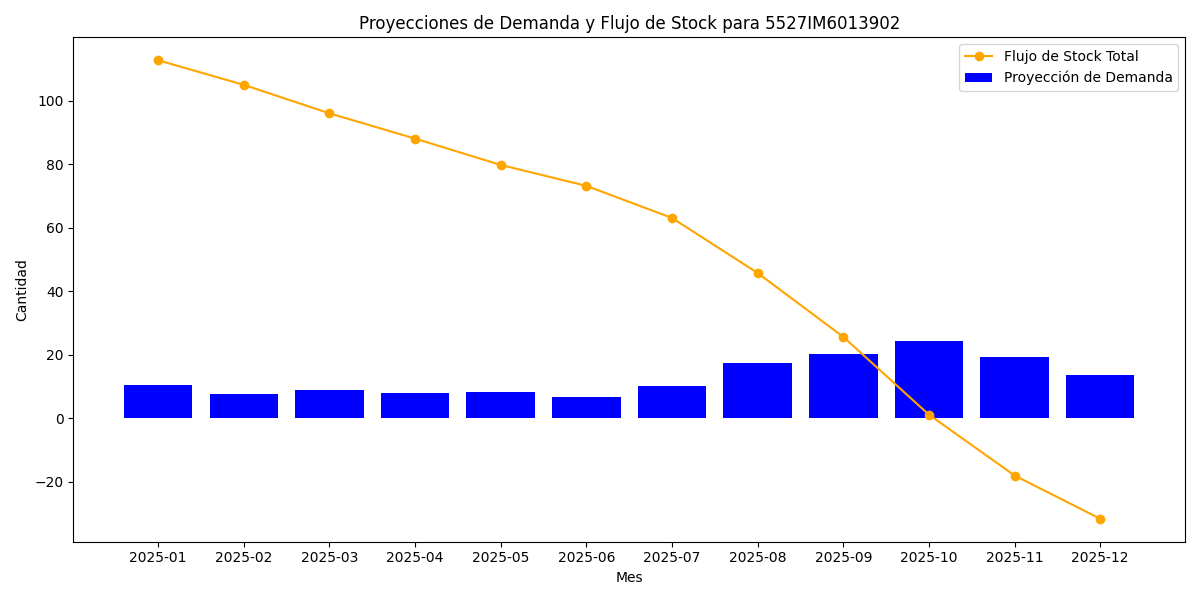 Proyecciones de Demanda y Flujo de Stock para 5527IM6013902
Flujo de Stock Total
Proyección de Demanda
Cantidad
100
80
60
40
20
0
−20
2025-01 2025-02 2025-03 2025-04 2025-05 2025-06 2025-07 2025-08 2025-09 2025-10 2025-11 2025-12
Mes